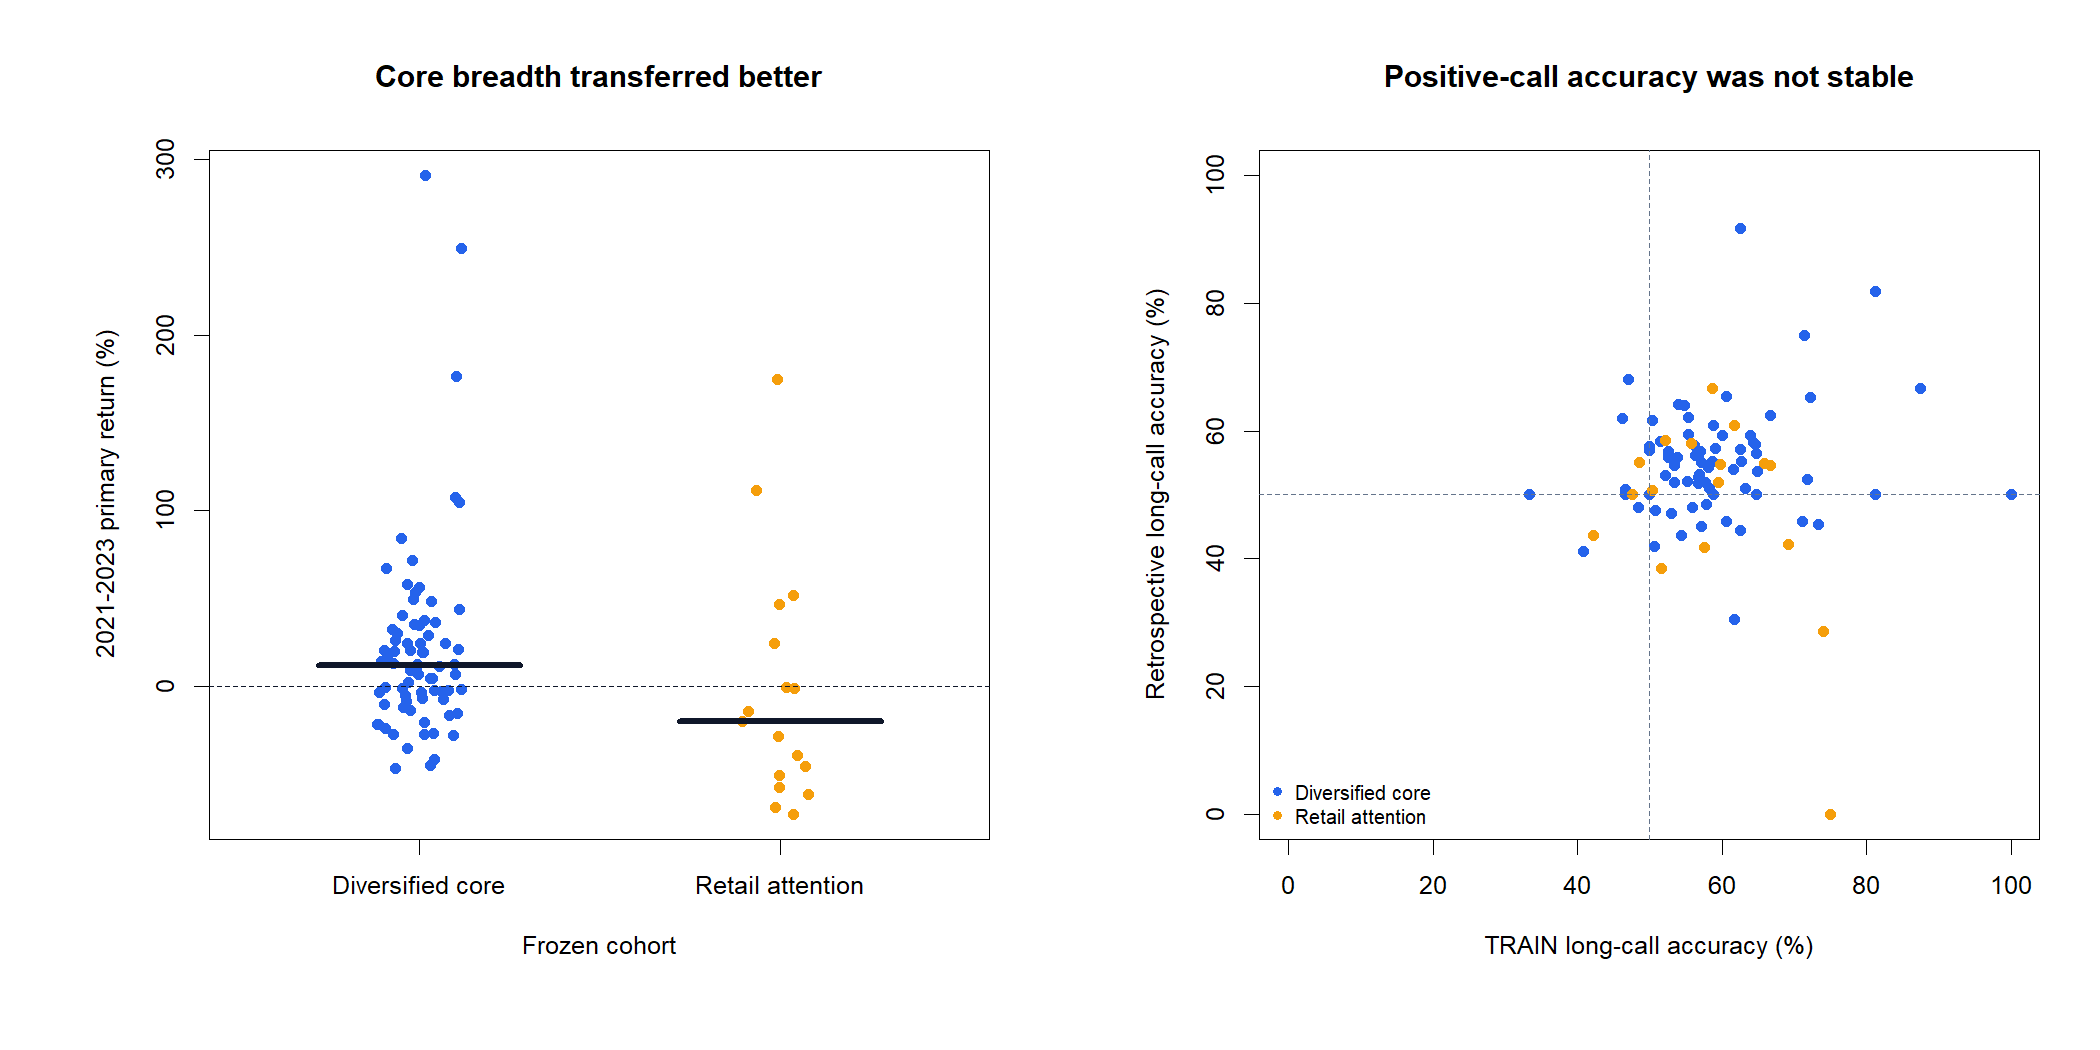 Core breadth transferred better
300
200
100
0
2021-2023 primary return (%)
Diversified core
Retail attention
Frozen cohort
Positive-call accuracy was not stable
100
80
60
40
20
0
Retrospective long-call accuracy (%)
Diversified core
Retail attention
0 20 40 60 80 100
TRAIN long-call accuracy (%)